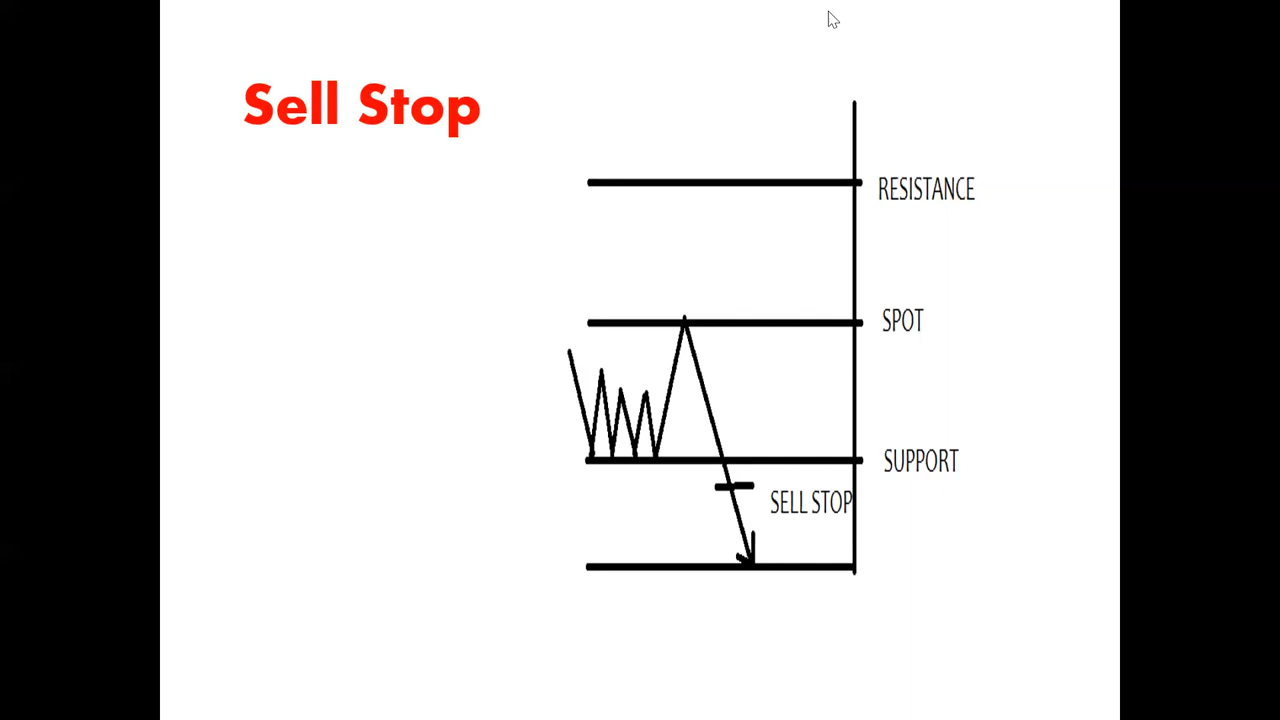 Sell Stop
RESISTANCE
SPOT
SUPPORT
SELL STOP